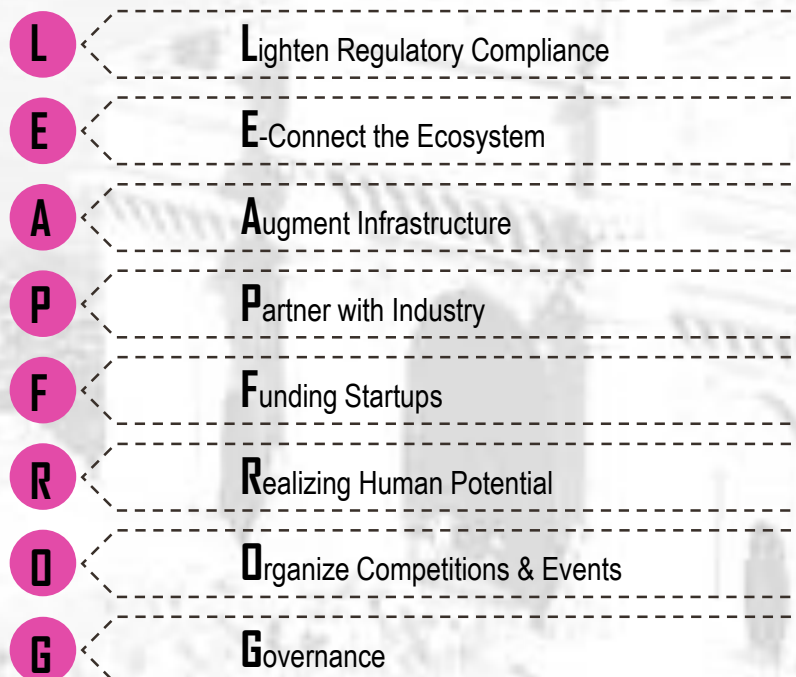 L Lighten Regulatory Compliance
E E-Connect the Ecosystem
A Augment Infrastructure
P Partner with Industry
F Funding Startups
R Realizing Human Potential
O Organize Competitions & Events
G Governance